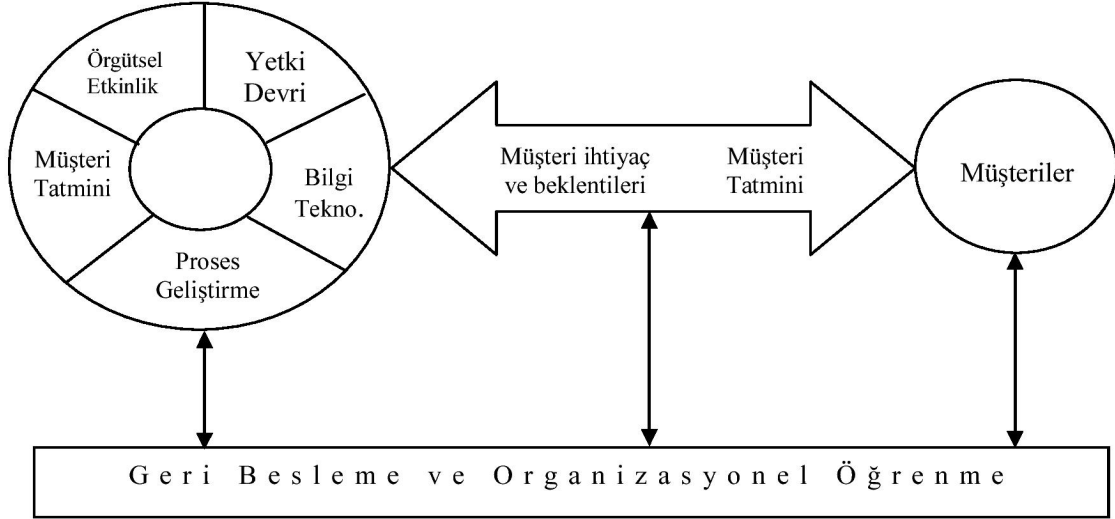 Örgütsel
Etkinlik
Yetki
Devri
Müşteri
Tatmini
Bilgi
Tekno.
Proses
Geliştirme
Müşteri ihtiyaç
ve beklentileri
Müşteri
Tatmini
Müşteriler
Geri Besleme ve Organizasyonel Öğrenme